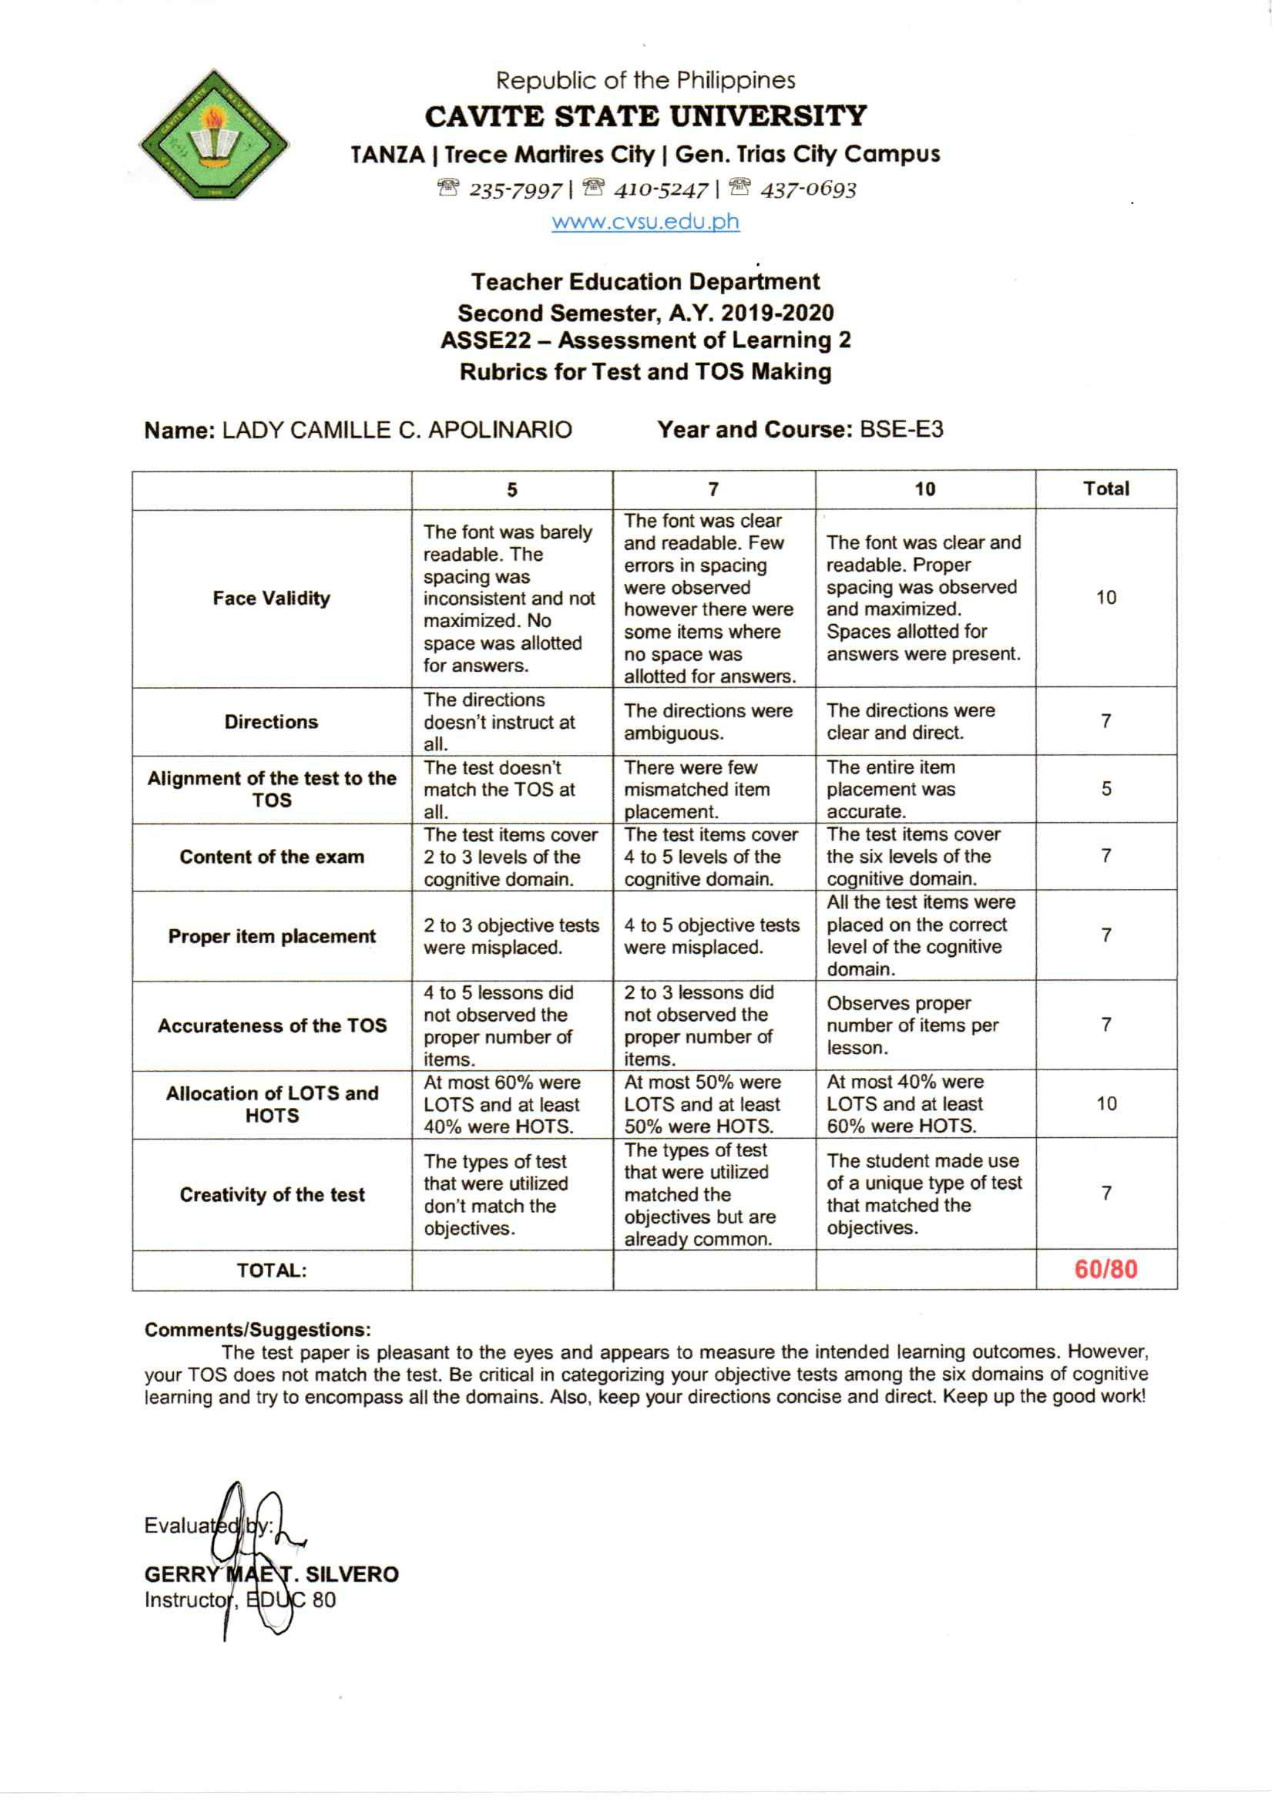 Republic of the Philippines
CAVITE STATE UNIVERSITY
TANZA | Trece Martires City | Gen. Trias City Campus
☏ 235-7997 | ☏ 410-5247 | ☏ 437-0693
www.cvsu.edu.ph
CAVITE STATE UNIVERSITY
Teacher Education Department
Second Semester, A.Y. 2019-2020
ASSE22 – Assessment of Learning 2
Rubrics for Test and TOS Making
Name: LADY CAMILLE C. APOLINARIO Year and Course: BSE-E3
5 7 10 Total
Face Validity
The font was barely
readable. The
spacing was
inconsistent and not
maximized. No
space was allotted
for answers.
The font was clear
and readable. Few
errors in spacing
were observed
however there were
some items where
no space was
allotted for answers.
The font was clear and
readable. Proper
spacing was observed
and maximized.
Spaces allotted for
answers were present.
10
Directions
The directions
doesn't instruct at
all.
The directions were
ambiguous.
The directions were
clear and direct.
7
Alignment of the test to the
TOS
The test doesn't
match the TOS at
all.
There were few
mismatched item
placement.
The entire item
placement was
accurate.
5
Content of the exam
The test items cover
2 to 3 levels of the
cognitive domain.
The test items cover
4 to 5 levels of the
cognitive domain.
The test items cover
the six levels of the
cognitive domain.
7
Proper item placement
2 to 3 objective tests
were misplaced.
4 to 5 objective tests
were misplaced.
All the test items were
placed on the correct
level of the cognitive
domain.
7
Accurateness of the TOS
4 to 5 lessons did
not observed the
proper number of
items.
2 to 3 lessons did
not observed the
proper number of
items.
Observes proper
number of items per
lesson.
7
Allocation of LOTS and
HOTS
At most 60% were
LOTS and at least
40% were HOTS.
At most 50% were
LOTS and at least
50% were HOTS.
At most 40% were
LOTS and at least
60% were HOTS.
10
Creativity of the test
The types of test
that were utilized
don't match the
objectives.
The types of test
that were utilized
matched the
objectives but are
already common.
The student made use
of a unique type of test
that matched the
objectives.
7
TOTAL: 60/80
Comments/Suggestions:
The test paper is pleasant to the eyes and appears to measure the intended learning outcomes. However,
your TOS does not match the test. Be critical in categorizing your objective tests among the six domains of cognitive
learning and try to encompass all the domains. Also, keep your directions concise and direct. Keep up the good work!
Evaluated by:
GERRY MAE T. SILVERO
Instructor, EDUC 80